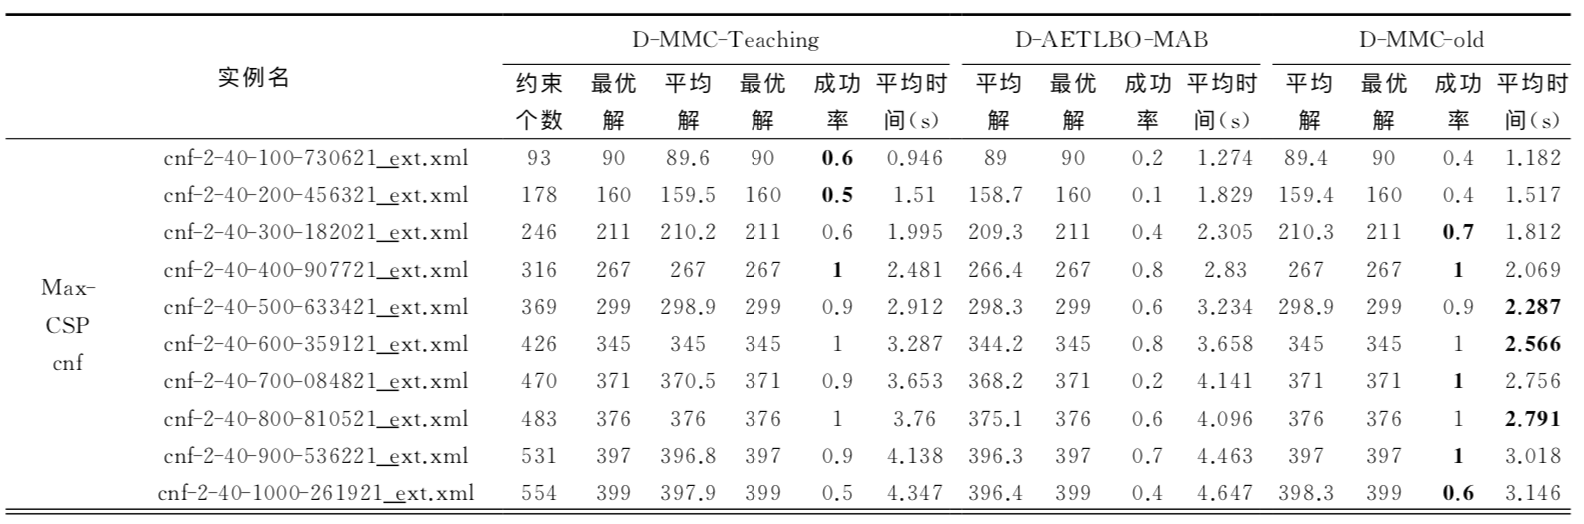 D-MMC-Teaching D-AETLBO-MAB D-MMC-old
实例名 约束个数 最优解 平均解 最优解 成功率 平均时间(s) 平均解 最优解 成功率 平均时间(s) 平均解 最优解 成功率 平均时间(s)
Max-CSP cnf
cnf-2-40-100-730621_ext.xml 93 90 89.6 90 0.6 0.946 89 90 0.2 1.274 89.4 90 0.4 1.182
cnf-2-40-200-456321_ext.xml 178 160 159.5 160 0.5 1.51 158.7 160 0.1 1.829 159.4 160 0.4 1.517
cnf-2-40-300-182021_ext.xml 246 211 210.2 211 0.6 1.995 209.3 211 0.4 2.305 210.3 211 0.7 1.812
cnf-2-40-400-907721_ext.xml 316 267 267 267 1 2.481 266.4 267 0.8 2.83 267 267 1 2.069
cnf-2-40-500-633421_ext.xml 369 299 298.9 299 0.9 2.912 298.3 299 0.6 3.234 298.9 299 0.9 2.287
cnf-2-40-600-359121_ext.xml 426 345 345 345 1 3.287 344.2 345 0.8 3.658 345 345 1 2.566
cnf-2-40-700-084821_ext.xml 470 371 370.5 371 0.9 3.653 368.2 371 0.2 4.141 371 371 1 2.756
cnf-2-40-800-810521_ext.xml 483 376 376 376 1 3.76 375.1 376 0.6 4.096 376 376 1 2.791
cnf-2-40-900-536221_ext.xml 531 397 396.8 397 0.9 4.138 396.3 397 0.7 4.463 397 397 1 3.018
cnf-2-40-1000-261921_ext.xml 554 399 397.9 399 0.5 4.347 396.4 399 0.4 4.647 398.3 399 0.6 3.146